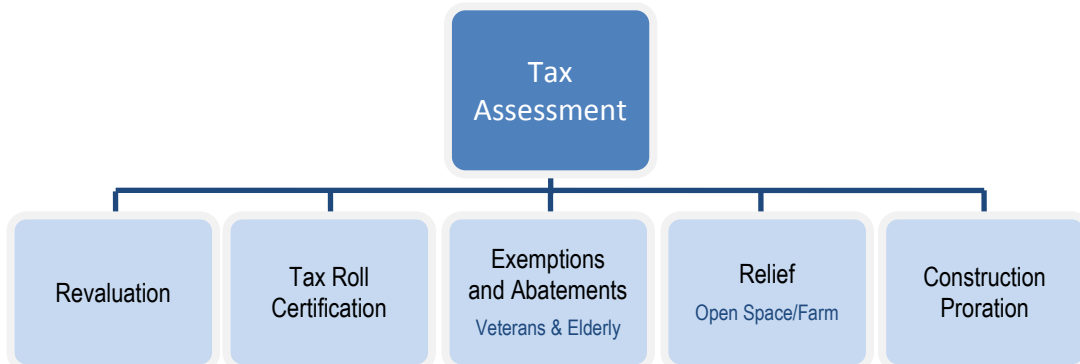 Tax
Assessment
Revaluation
Tax Roll
Certification
Exemptions
and Abatements
Veterans & Elderly
Relief
Open Space/Farm
Construction
Proration